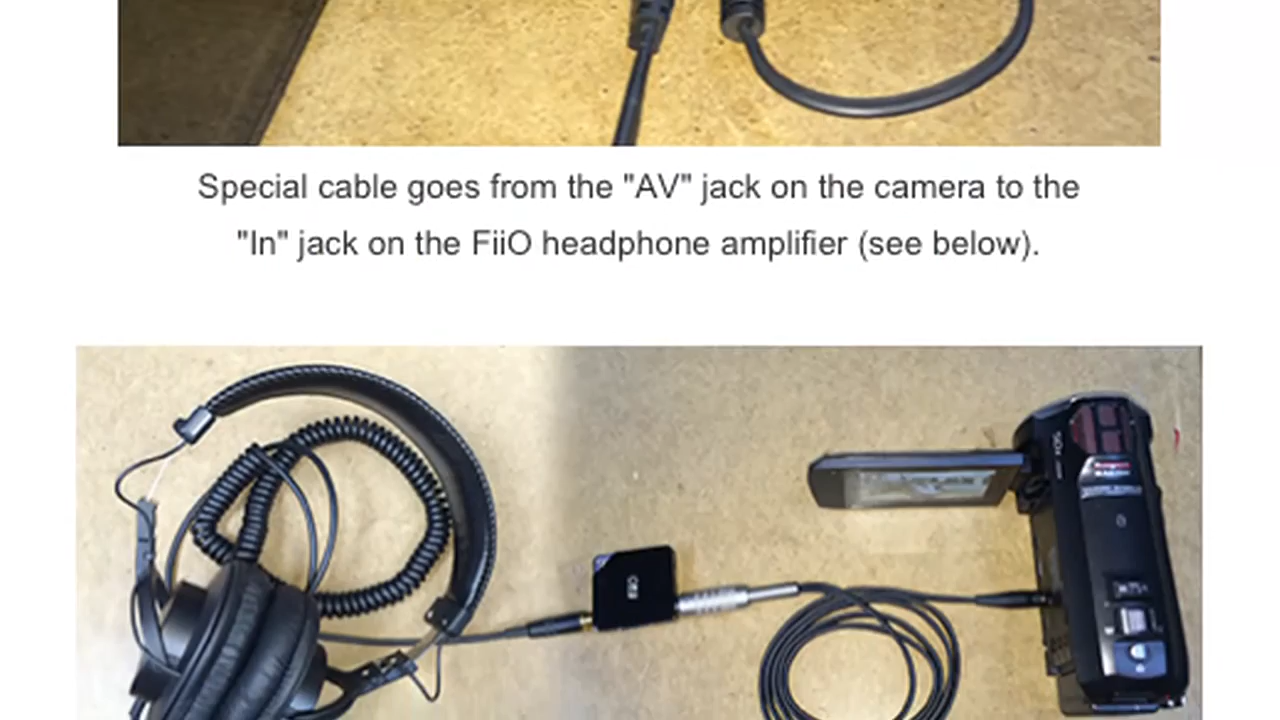 Special cable goes from the "AV" jack on the camera to the
"In" jack on the FiiO headphone amplifier (see below).